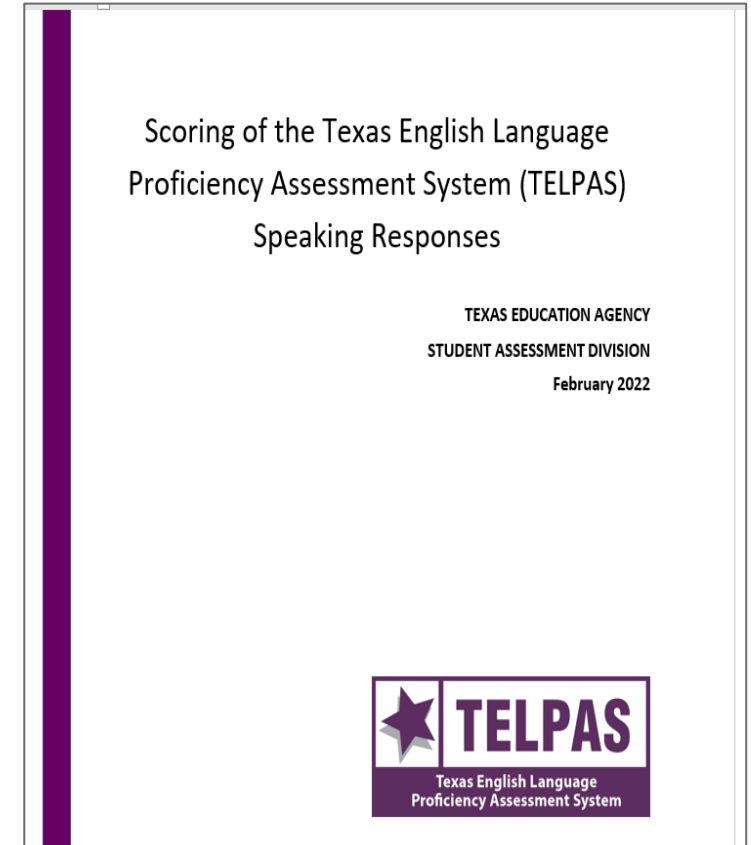 Scoring of the Texas English Language
Proficiency Assessment System (TELPAS)
Speaking Responses
TEXAS EDUCATION AGENCY
STUDENT ASSESSMENT DIVISION
February 2022
TELPAS
Texas English Language
Proficiency Assessment System